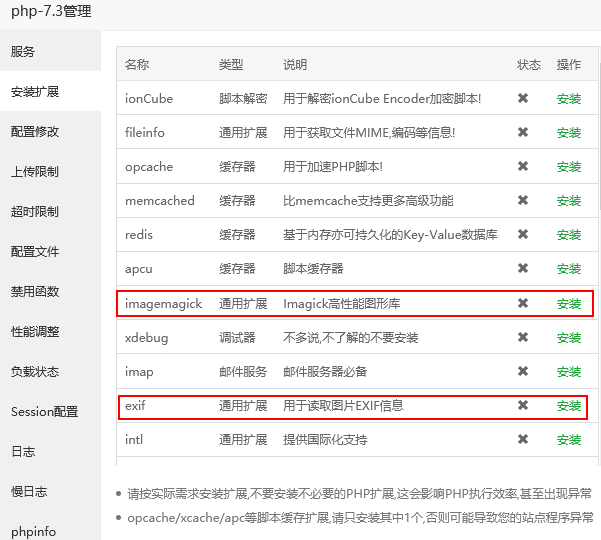 php-7.3管理
服务
安装扩展
配置修改
上传限制
超时限制
配置文件
禁用函数
性能调整
负载状态
Session配置
日志
慢日志
phpinfo
名称 类型 说明 状态 操作
ionCube 脚本解密 用于解密ionCube Encoder加密脚本! ✖ 安装
fileinfo 通用扩展 用于获取文件MIME,编码等信息! ✖ 安装
opcache 缓存器 用于加速PHP脚本! ✖ 安装
memcached 缓存器 比memcache支持更多高级功能 ✖ 安装
redis 缓存器 基于内存亦可持久化的Key-Value数据库 ✖ 安装
apcu 缓存器 脚本缓存器 ✖ 安装
imagemagick 通用扩展 Imagick高性能图形库 ✖ 安装
xdebug 调试器 不多说,不了解的不要安装 ✖ 安装
imap 邮件服务 邮件服务器必备 ✖ 安装
exif 通用扩展 用于读取图片EXIF信息 ✖ 安装
intl 通用扩展 提供国际化支持 ✖ 安装
请按实际需求安装扩展,不要安装不必要的PHP扩展,这会影响PHP执行效率,甚至出现异常
opcache/xcache/apc等脚本缓存扩展,请只安装其中1个,否则可能导致您的站点程序异常